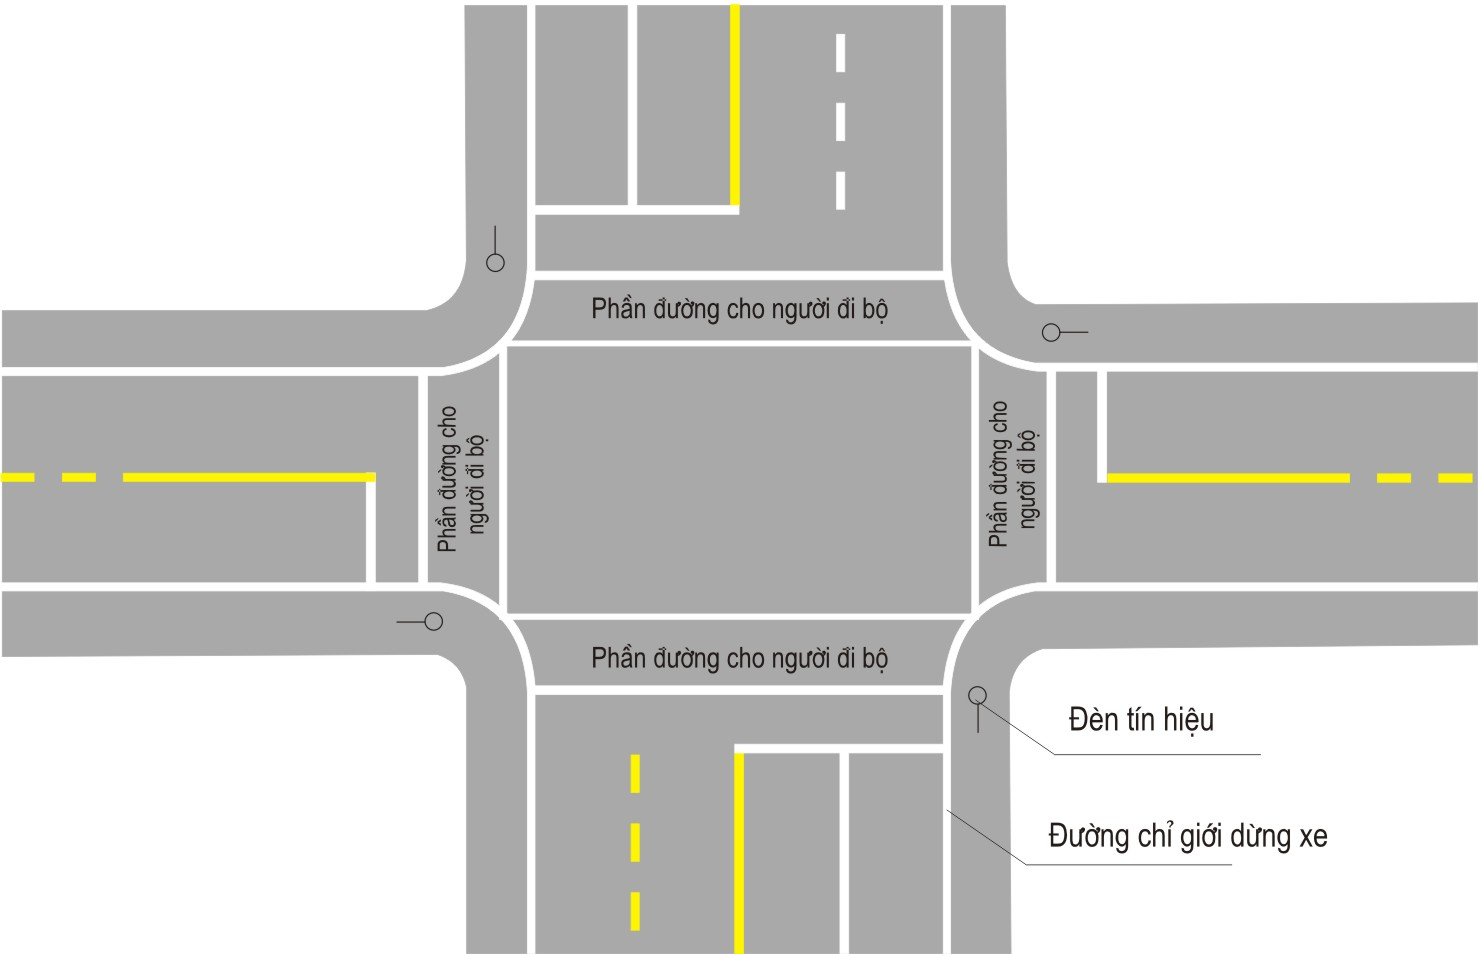 Phần đường cho người đi bộ
Phần đường cho
người đi bộ
Phần đường cho
người đi bộ
Phần đường cho người đi bộ
Đèn tín hiệu
Đường chỉ giới dừng xe